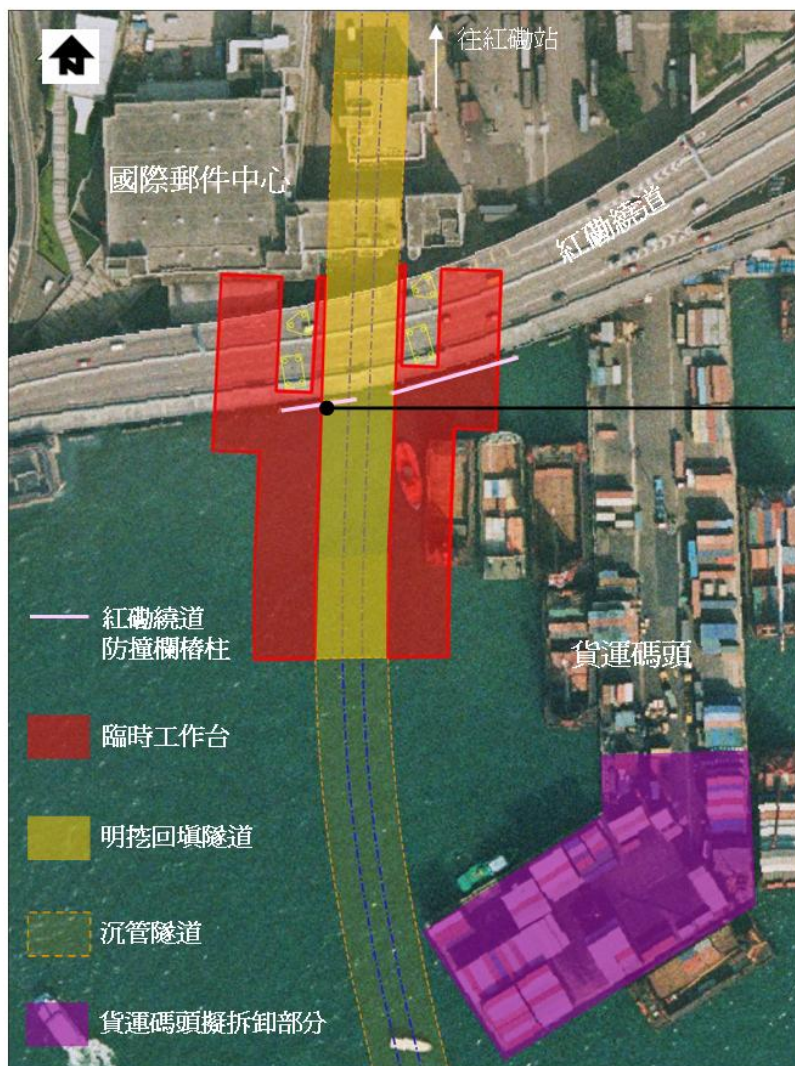 往紅磡站
國際郵件中心
紅磡繞道
紅磡繞道
防撞欄樁柱
貨運碼頭
臨時工作台
明挖回填隧道
沉管隧道
貨運碼頭擬拆卸部分
N